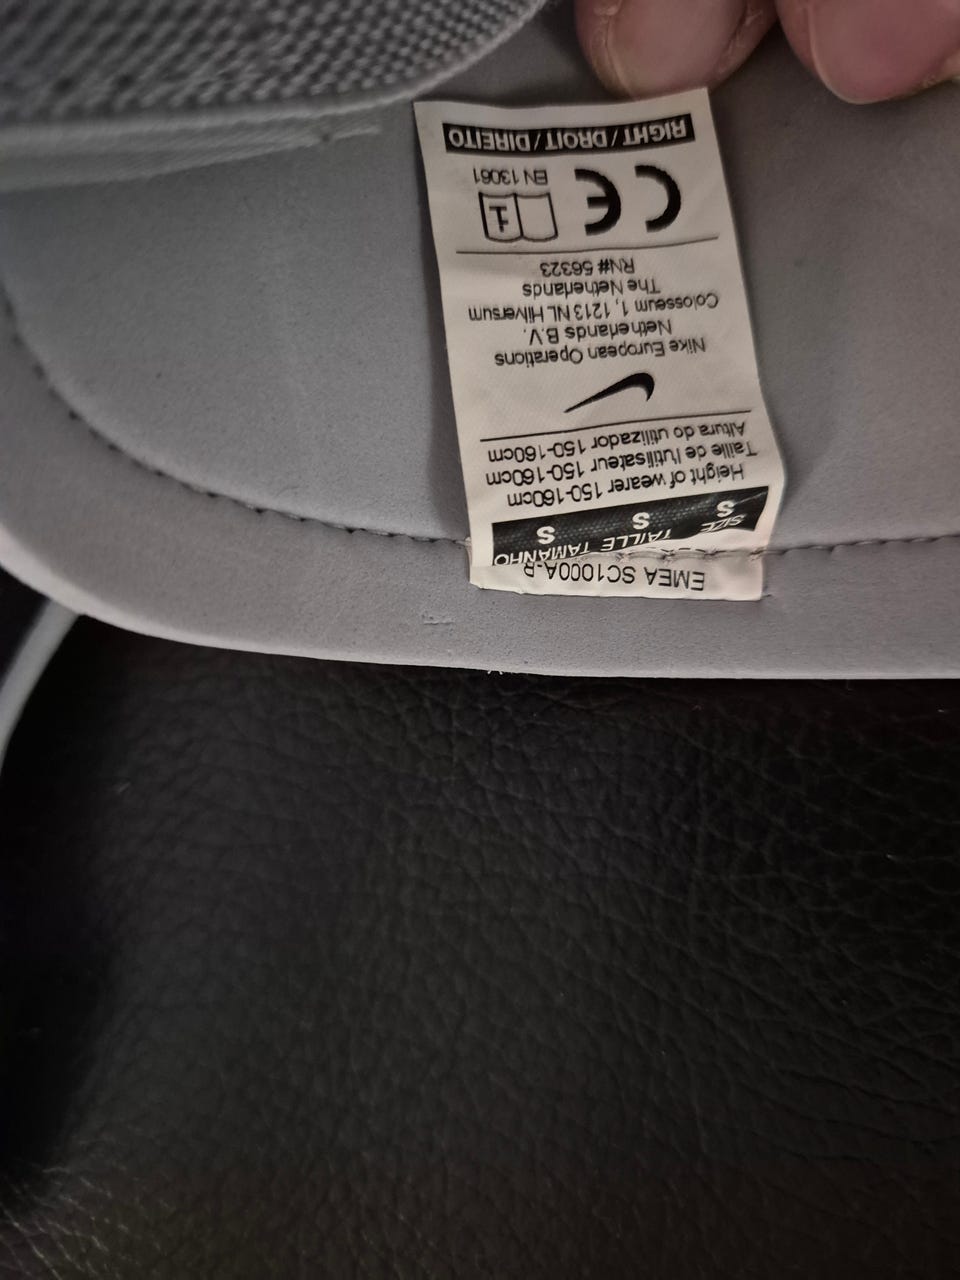 EMEA SC1000A-R
SIZE TAILLE TAMANHO
S S S
Height of wearer 150-160cm
Taille de l'utilisateur 150-160cm
Altura do utilizador 150-160cm
Nike European Operations
Netherlands B.V.
Colosseum 1, 1213 NL Hilversum
The Netherlands
RN# 56323
CE
1
EN 13061
RIGHT / DROIT / DIREITO